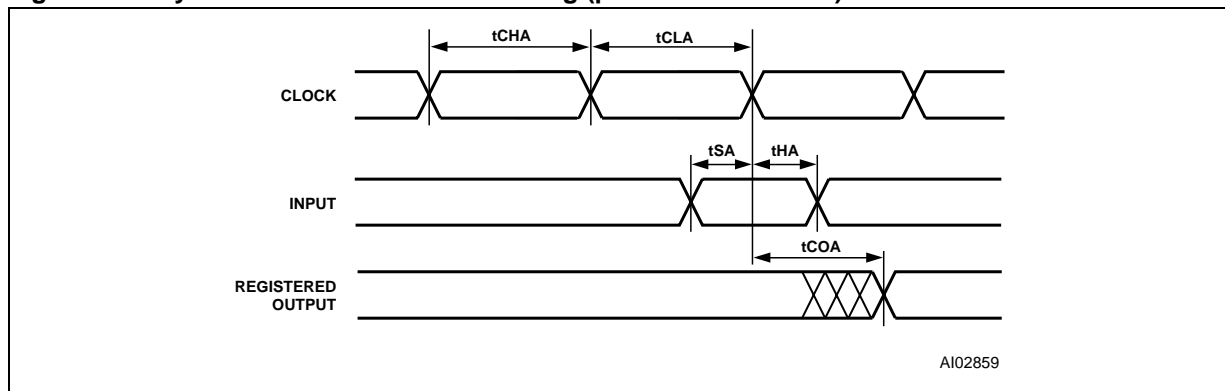 tCHA
tCLA
CLOCK
tSA
tHA
INPUT
tCOA
REGISTERED
OUTPUT
AI02859